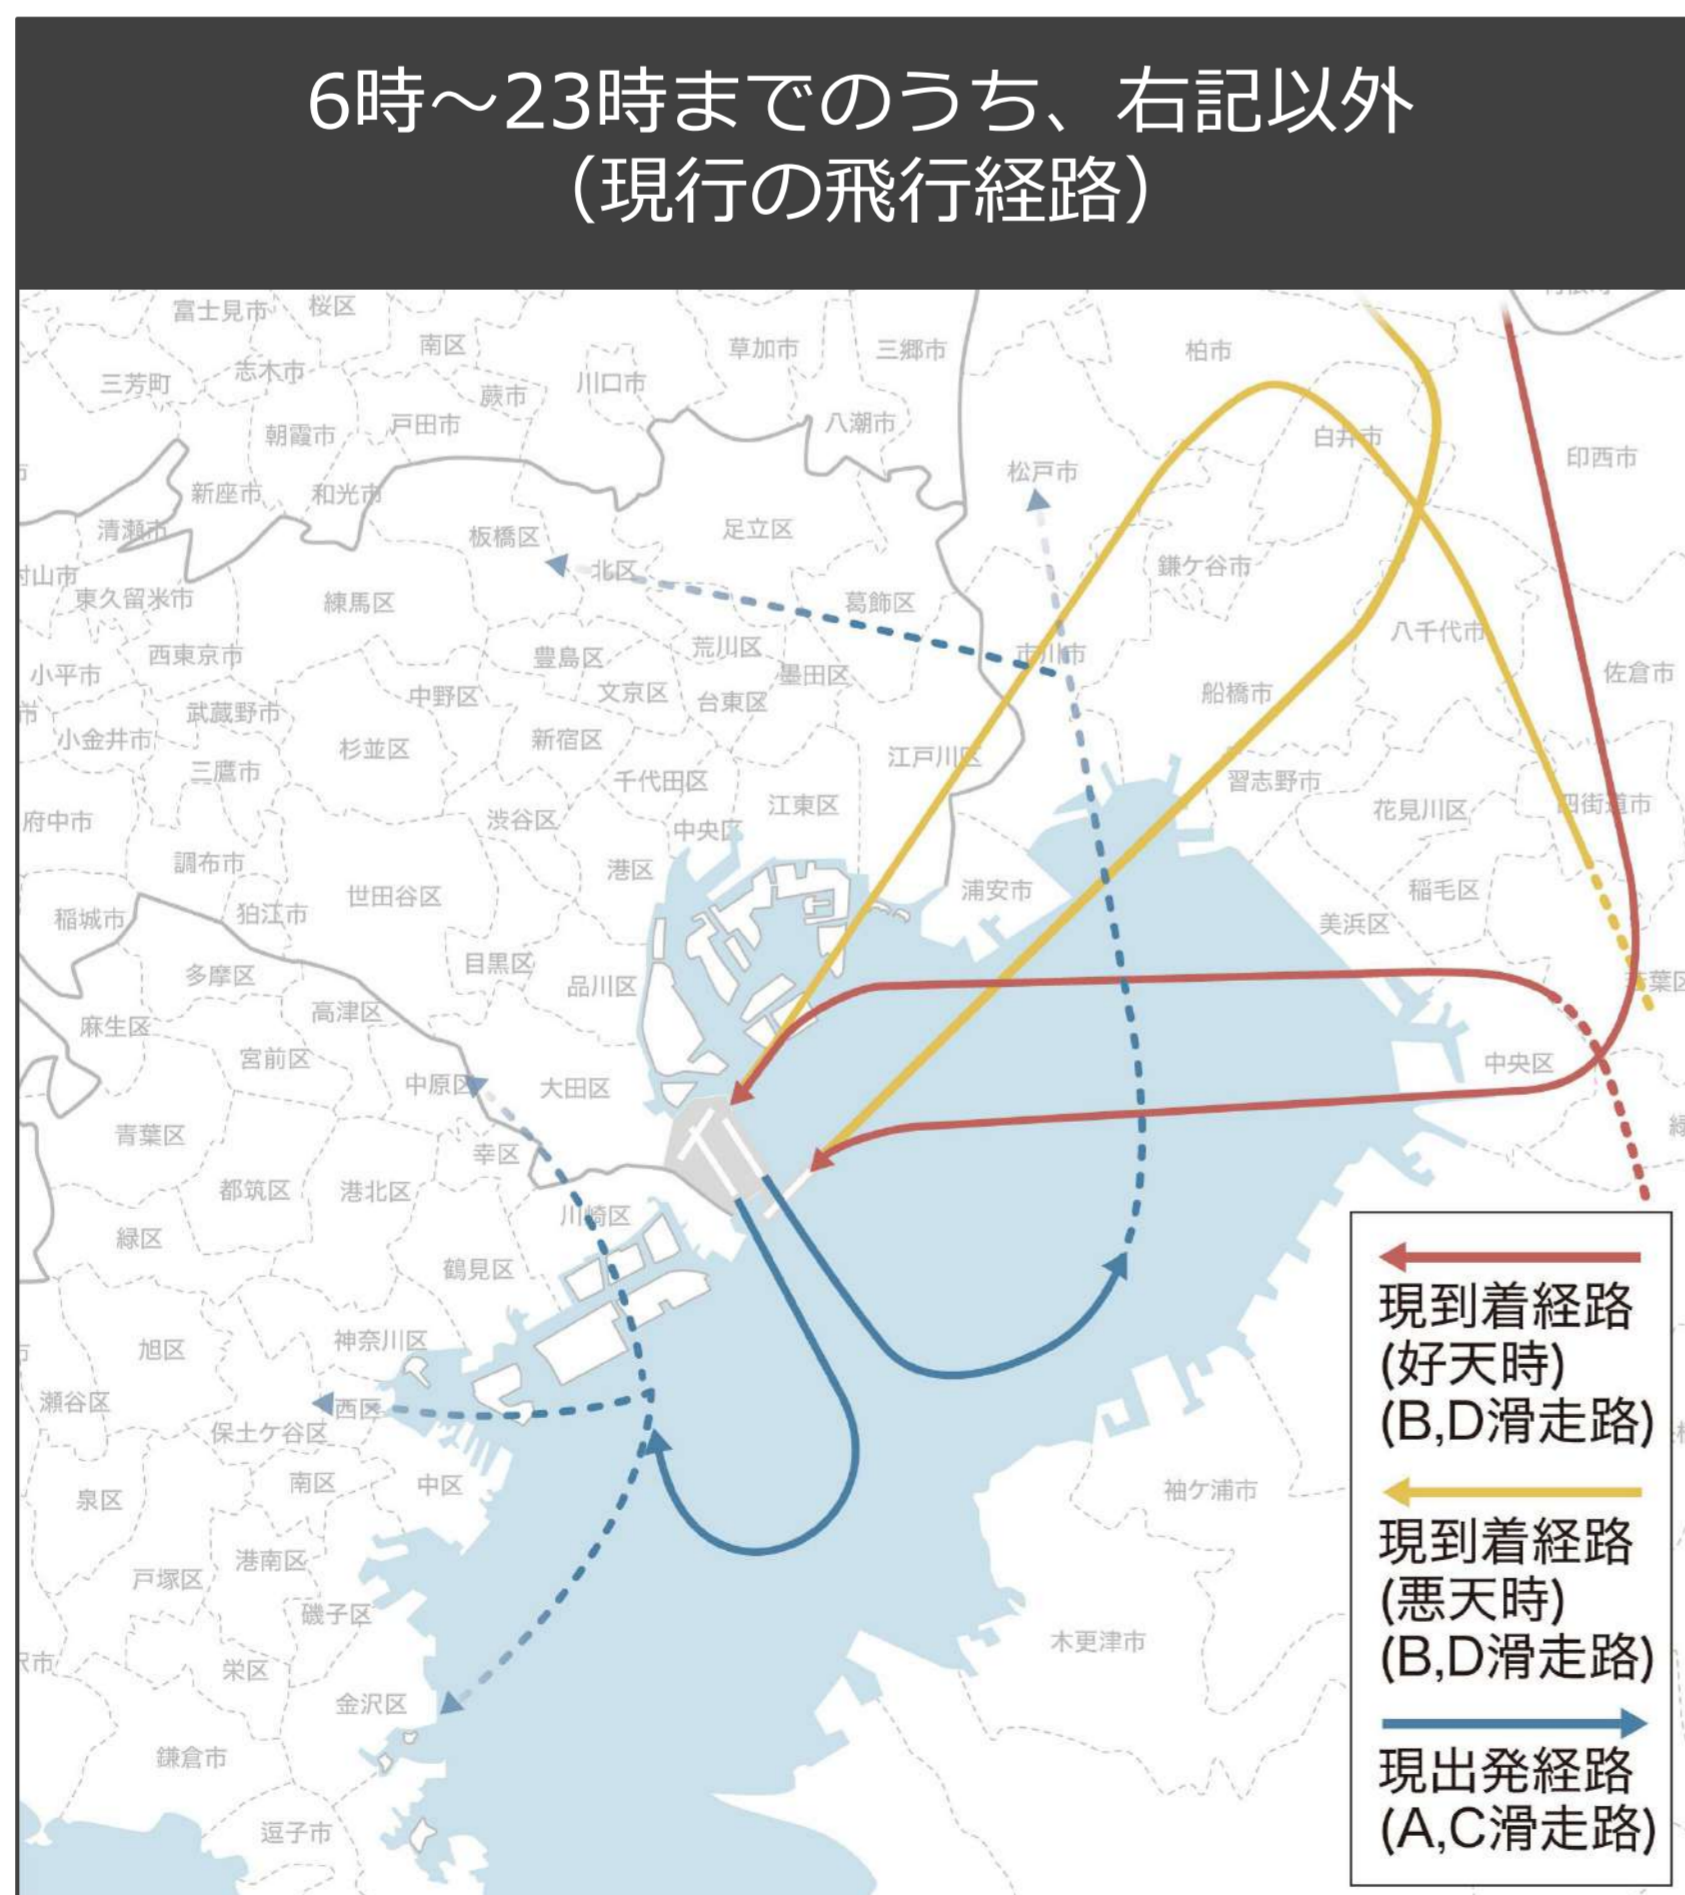 6時～23時までのうち、右記以外
（現行の飛行経路）
富士見市
桜区
南区
草加市
三郷市
柏市
三芳町
志木市
蕨市
川口市
朝霞市
戸田市
八潮市
白井市
印西市
松戸市
新座市
和光市
清瀬市
板橋区
足立区
北区
鎌ケ谷市
東久留米市
練馬区
葛飾区
八千代市
西東京市
豊島区
荒川区
市川市
小平市
墨田区
佐倉市
中野区
文京区
台東区
船橋市
武蔵野市
小金井市
杉並区
新宿区
江戸川区
三鷹市
千代田区
習志野市
府中市
渋谷区
中央区
江東区
花見川区
四街道市
調布市
港区
世田谷区
浦安市
稲毛区
稲城市
狛江市
美浜区
多摩区
目黒区
品川区
葉区
麻生区
高津区
宮前区
中原区
大田区
中央区
青葉区
幸区
都筑区
港北区
川崎区
緑区
鶴見区
旭区
神奈川区
瀬谷区
西区
保土ケ谷区
泉区
南区
中区
袖ケ浦市
戸塚区
港南区
磯子区
木更津市
栄区
金沢区
鎌倉市
逗子市
現到着経路
(好天時)
(B,D滑走路)
現到着経路
(悪天時)
(B,D滑走路)
現出発経路
(A,C滑走路)